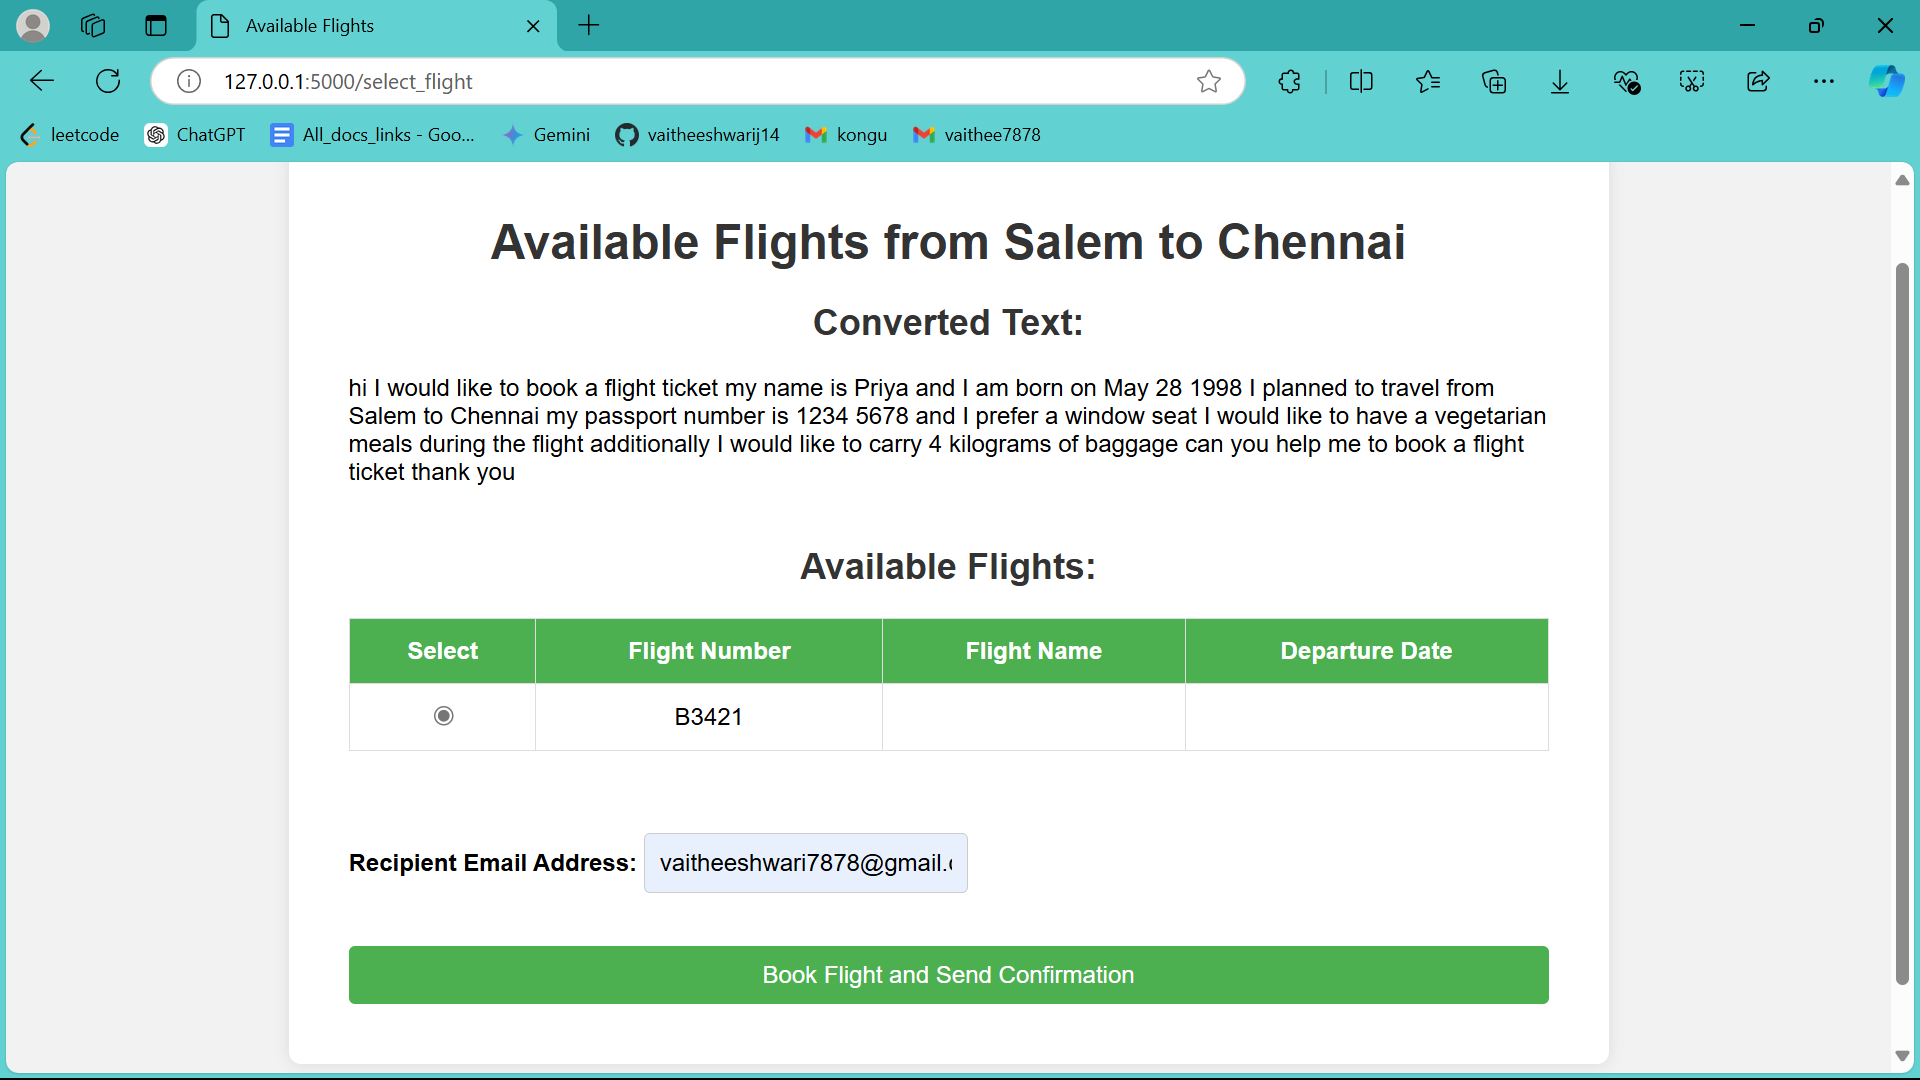 Available Flights
127.0.0.1:5000/select_flight
leetcode ChatGPT All_docs_links - Goo... Gemini vaitheeshwarij14 kongu vaithee7878
Available Flights from Salem to Chennai
Converted Text:
hi I would like to book a flight ticket my name is Priya and I am born on May 28 1998 I planned to travel from
Salem to Chennai my passport number is 1234 5678 and I prefer a window seat I would like to have a vegetarian
meals during the flight additionally I would like to carry 4 kilograms of baggage can you help me to book a flight
ticket thank you
Available Flights:
Select Flight Number Flight Name Departure Date
B3421
Recipient Email Address: vaitheeshwari7878@gmail.
Book Flight and Send Confirmation